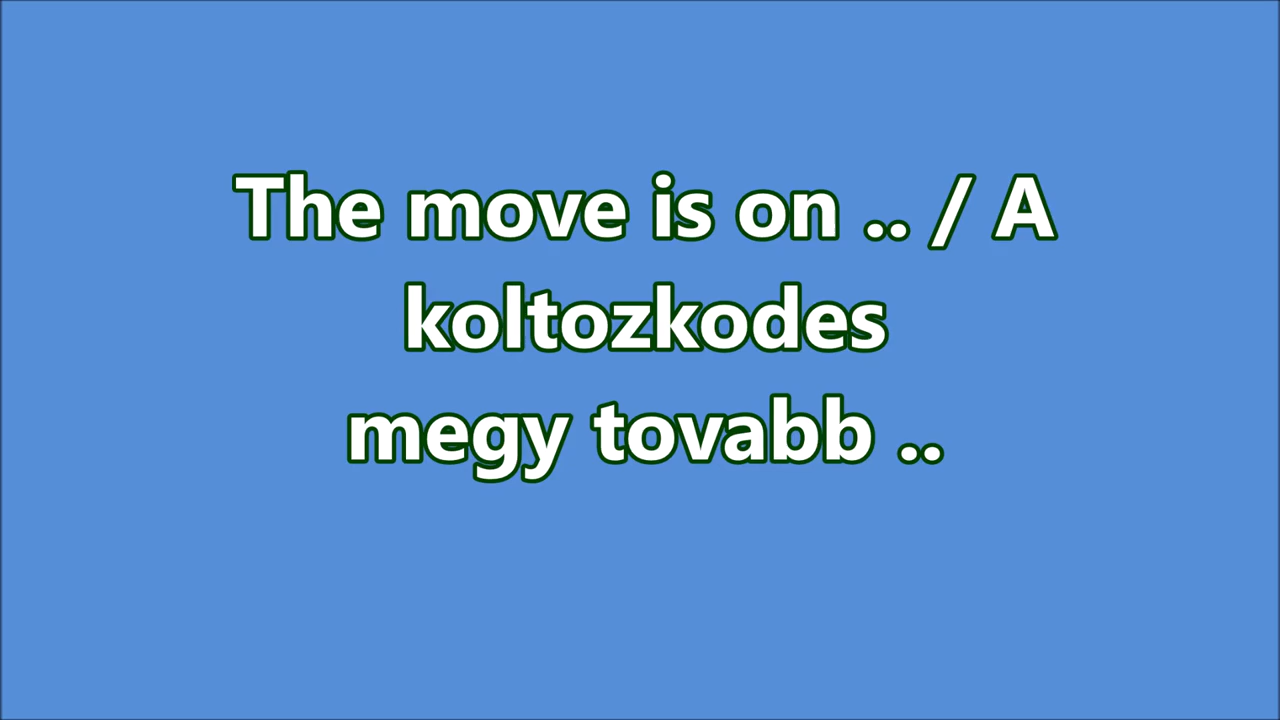 The move is on .. / A
koltozkodes
megy tovabb ..